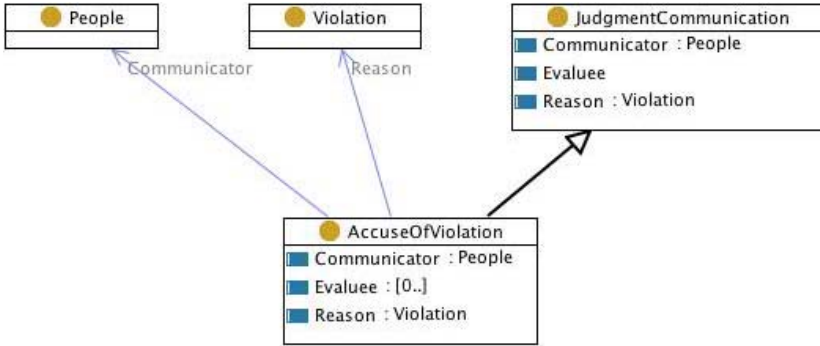 People
Violation
JudgmentCommunication
Communicator : People
Evaluee
Reason : Violation
Communicator
Reason
AccuseOfViolation
Communicator : People
Evaluee : [0..]
Reason : Violation